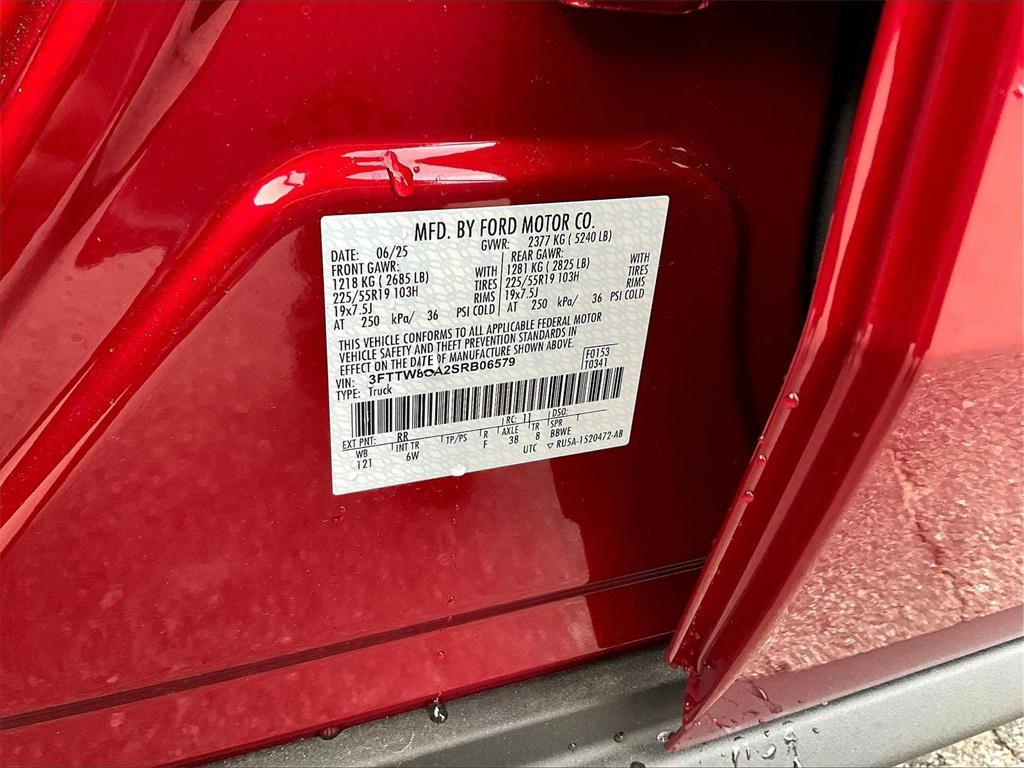 MFD. BY FORD MOTOR CO.
DATE: 06/25 GVWR: 2377 KG ( 5240 LB)
FRONT GAWR: REAR GAWR:
1218 KG ( 2685 LB) WITH 1281 KG ( 2825 LB) WITH
225/55R19 103H TIRES 225/55R19 103H TIRES
19x7.5J RIMS 19x7.5J RIMS
AT 250 kPa/ 36 PSI COLD AT 250 kPa/ 36 PSI COLD
THIS VEHICLE CONFORMS TO ALL APPLICABLE FEDERAL MOTOR
VEHICLE SAFETY AND THEFT PREVENTION STANDARDS IN
EFFECT ON THE DATE OF MANUFACTURE SHOWN ABOVE.
VIN: F0153
TYPE: Truck T0341
EXT PNT: RR RC: 11 DSO:
WB INT TR TP/PS R AXLE TR SPR
121 6W F 3B 8 BBWE
UTC ▽ RU5A-1520472-AB